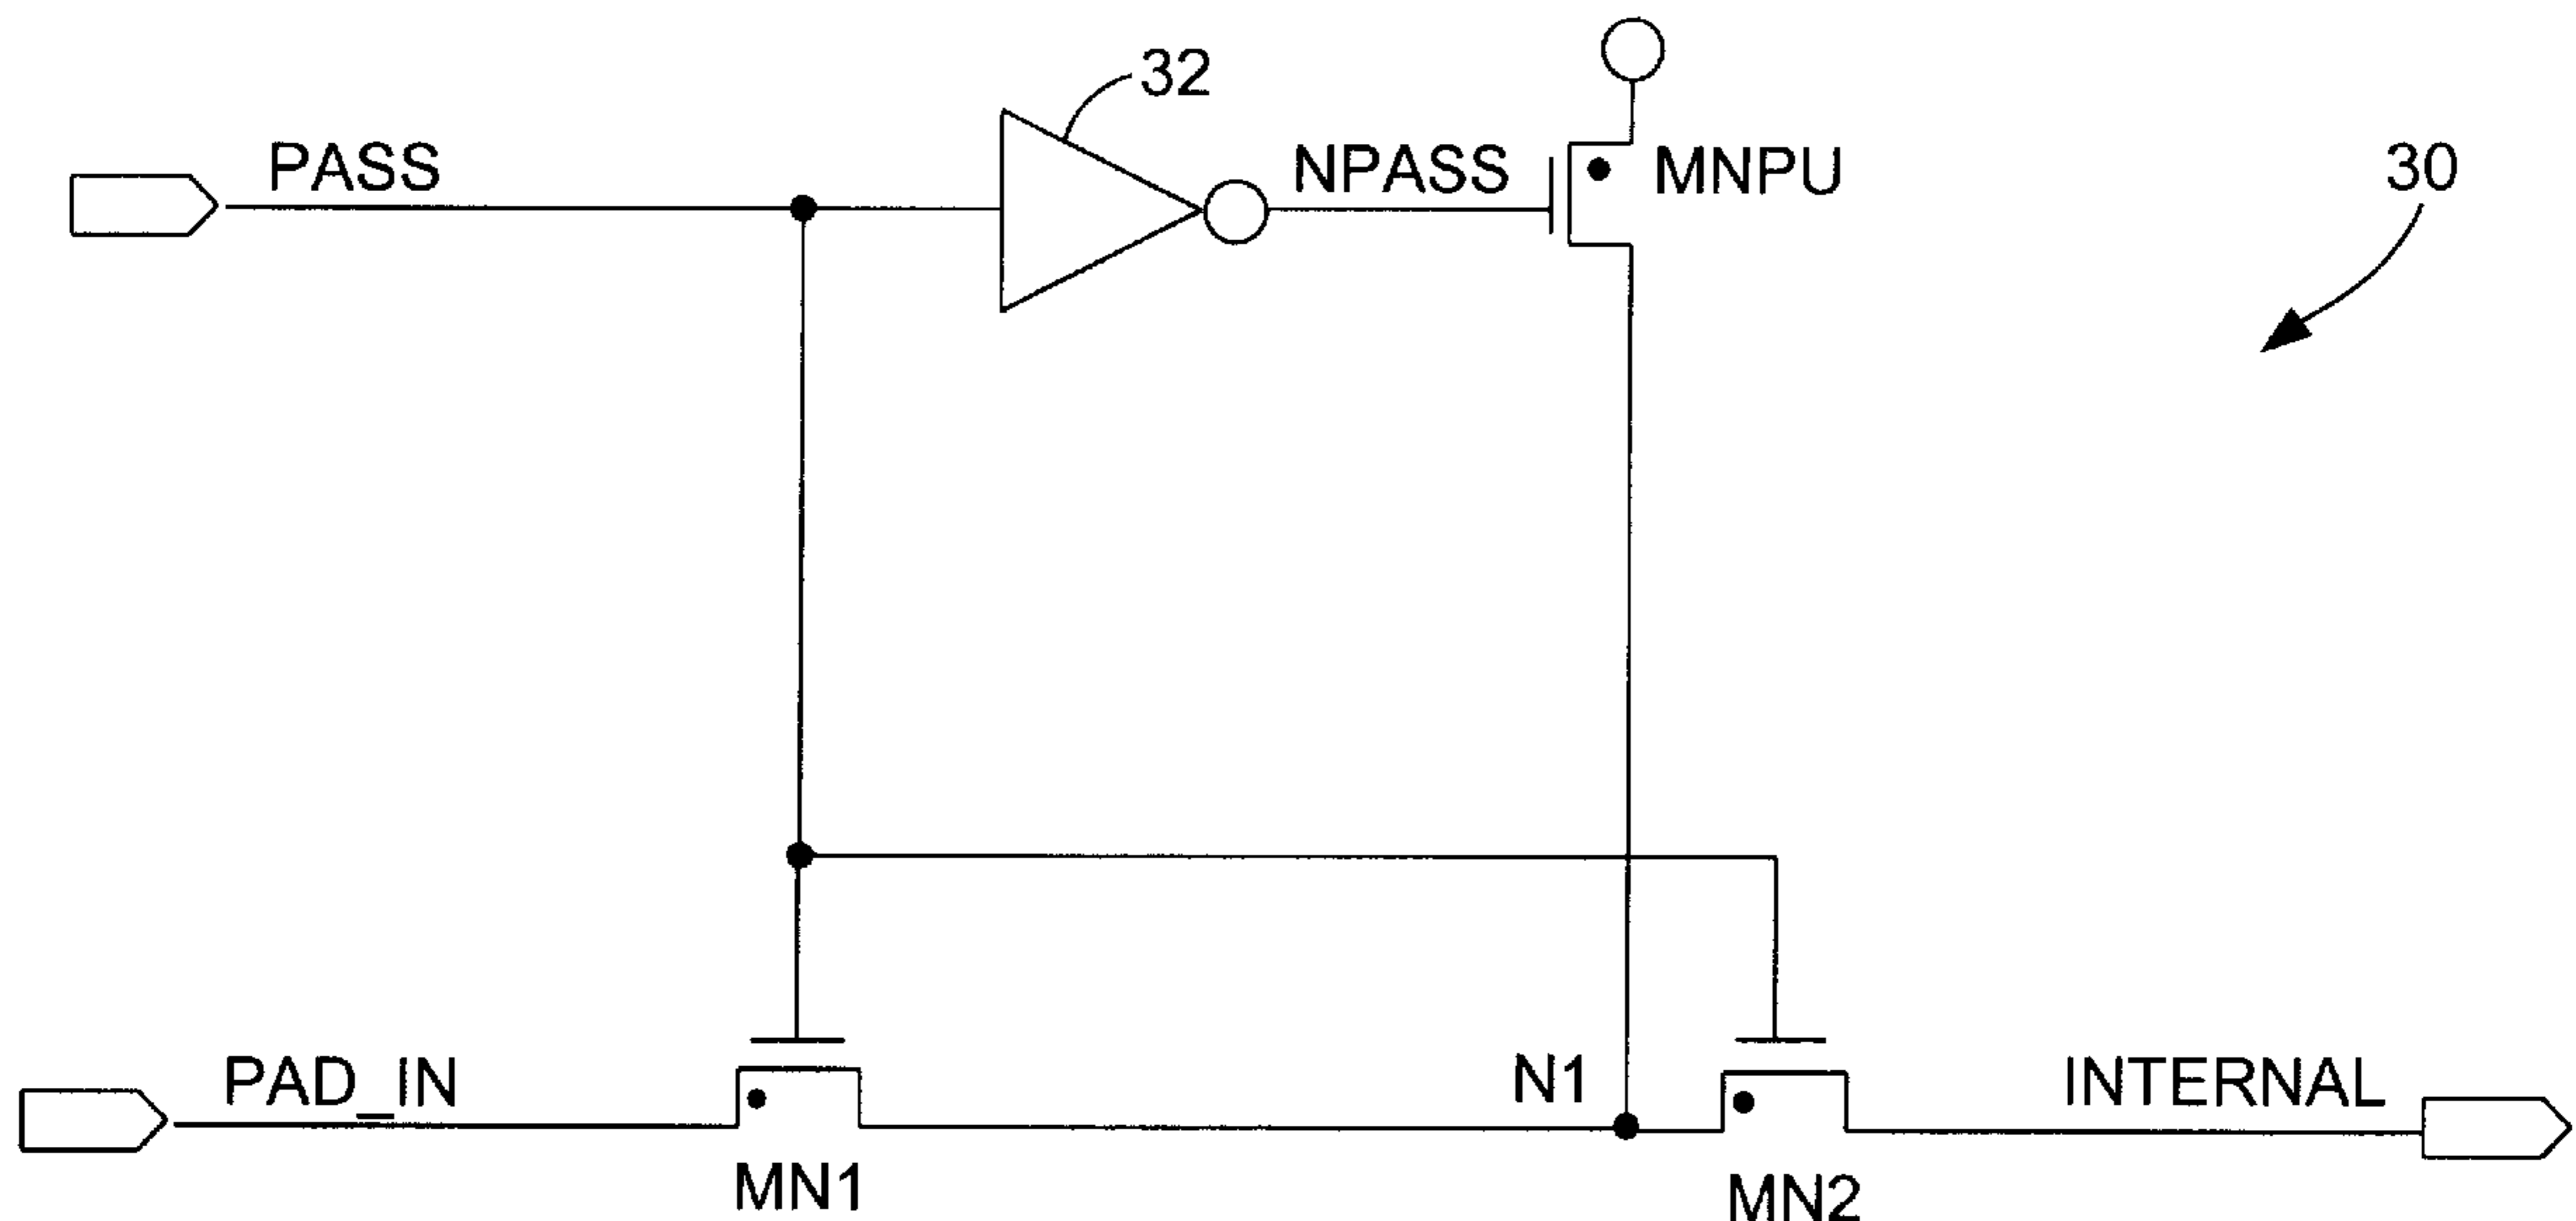 32
PASS
NPASS
MNPU
30
PAD_IN
N1
INTERNAL
MN1
MN2